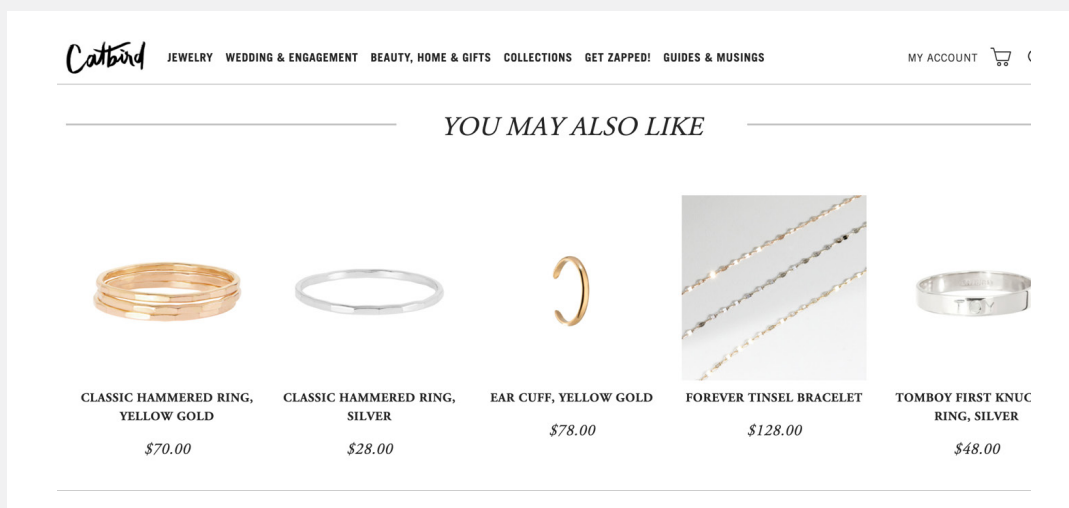 Catbird
JEWELRY WEDDING & ENGAGEMENT BEAUTY, HOME & GIFTS COLLECTIONS GET ZAPPED! GUIDES & MUSINGS MY ACCOUNT
YOU MAY ALSO LIKE
CLASSIC HAMMERED RING,
YELLOW GOLD
$70.00
CLASSIC HAMMERED RING,
SILVER
$28.00
EAR CUFF, YELLOW GOLD
$78.00
FOREVER TINSEL BRACELET
$128.00
TOMBOY FIRST KNUC
RING, SILVER
$48.00